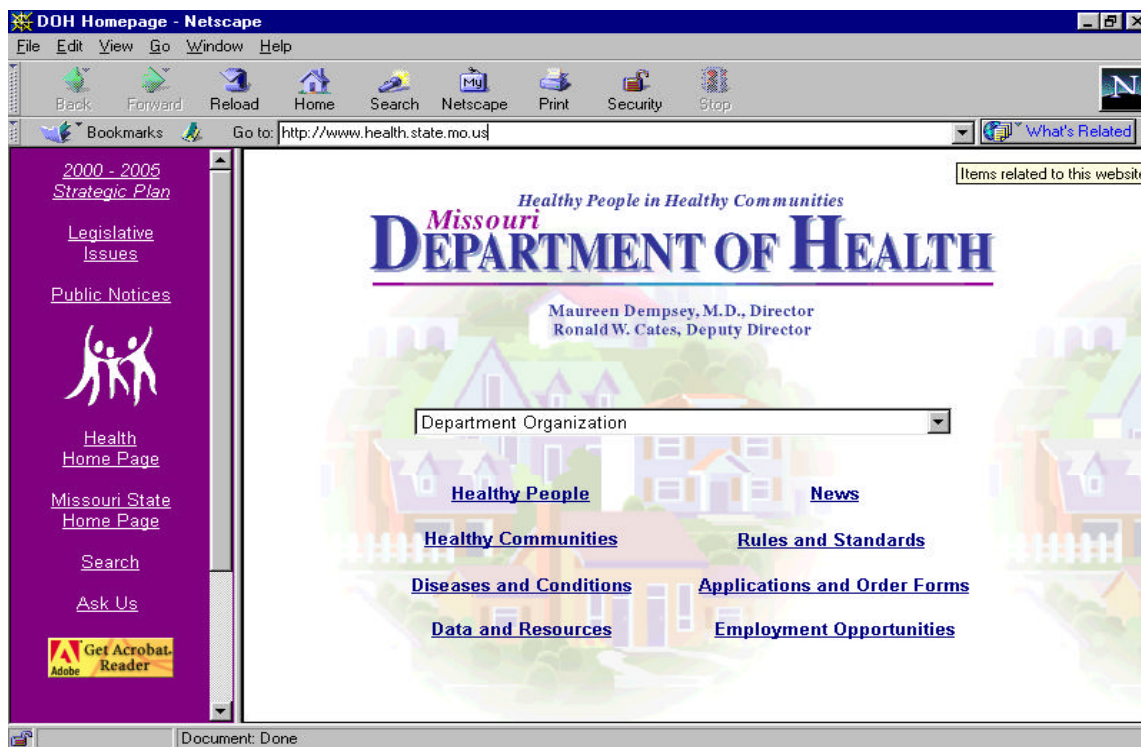 DOH Homepage - Netscape
File Edit View Go Window Help
Back Forward Reload Home Search Netscape Print Security Stop
My
N
Bookmarks Go to: http://www.health.state.mo.us What's Related
Items related to this website
2000 - 2005
Strategic Plan
Legislative
Issues
Public Notices
Health
Home Page
Missouri State
Home Page
Search
Ask Us
Get Acrobat
Reader
Adobe
Healthy People in Healthy Communities
Missouri
DEPARTMENT OF HEALTH
Maureen Dempsey, M.D., Director
Ronald W. Cates, Deputy Director
Department Organization
Healthy People News
Healthy Communities Rules and Standards
Diseases and Conditions Applications and Order Forms
Data and Resources Employment Opportunities
Document: Done